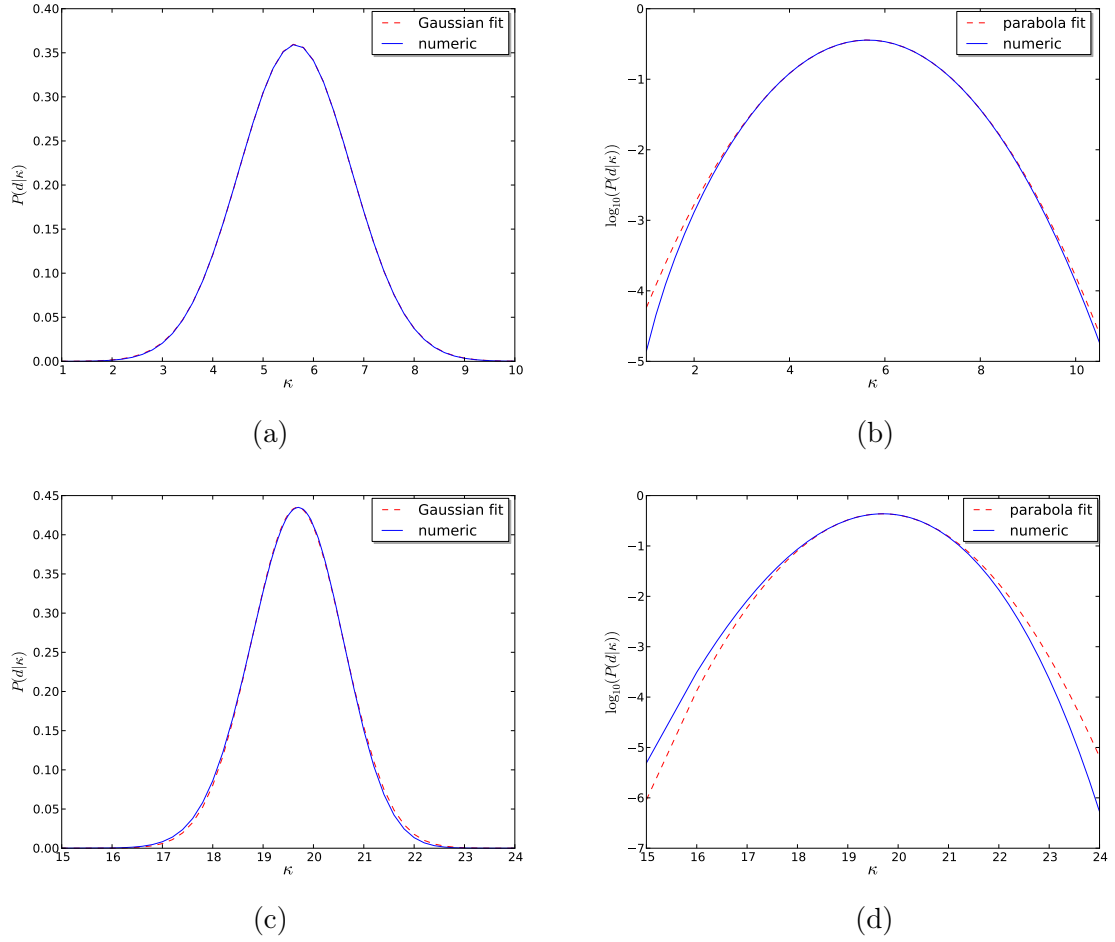 Gaussian fit
numeric
0.40
0.35
0.30
0.25
0.20
0.15
0.10
0.05
0.00
P(d|κ)
1 2 3 4 5 6 7 8 9 10
κ
(a)
parabola fit
numeric
0
−1
−2
−3
−4
−5
log₁₀(P(d|κ))
2 4 6 8 10
κ
(b)
Gaussian fit
numeric
0.45
0.40
0.35
0.30
0.25
0.20
0.15
0.10
0.05
0.00
P(d|κ)
15 16 17 18 19 20 21 22 23 24
κ
(c)
parabola fit
numeric
0
−1
−2
−3
−4
−5
−6
−7
log₁₀(P(d|κ))
15 16 17 18 19 20 21 22 23 24
κ
(d)